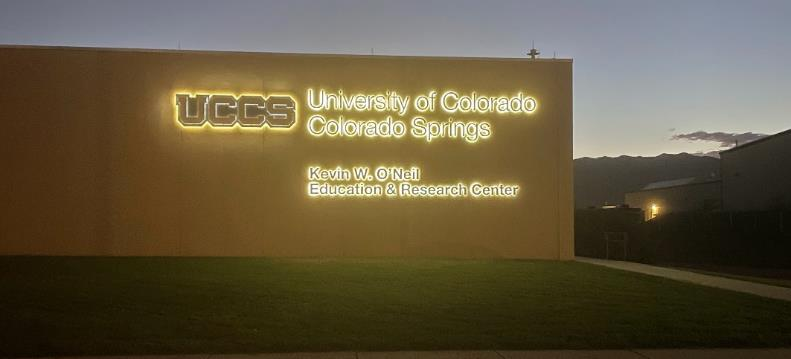 UCCS
University of Colorado
Colorado Springs
Kevin W. O'Neil
Education & Research Center